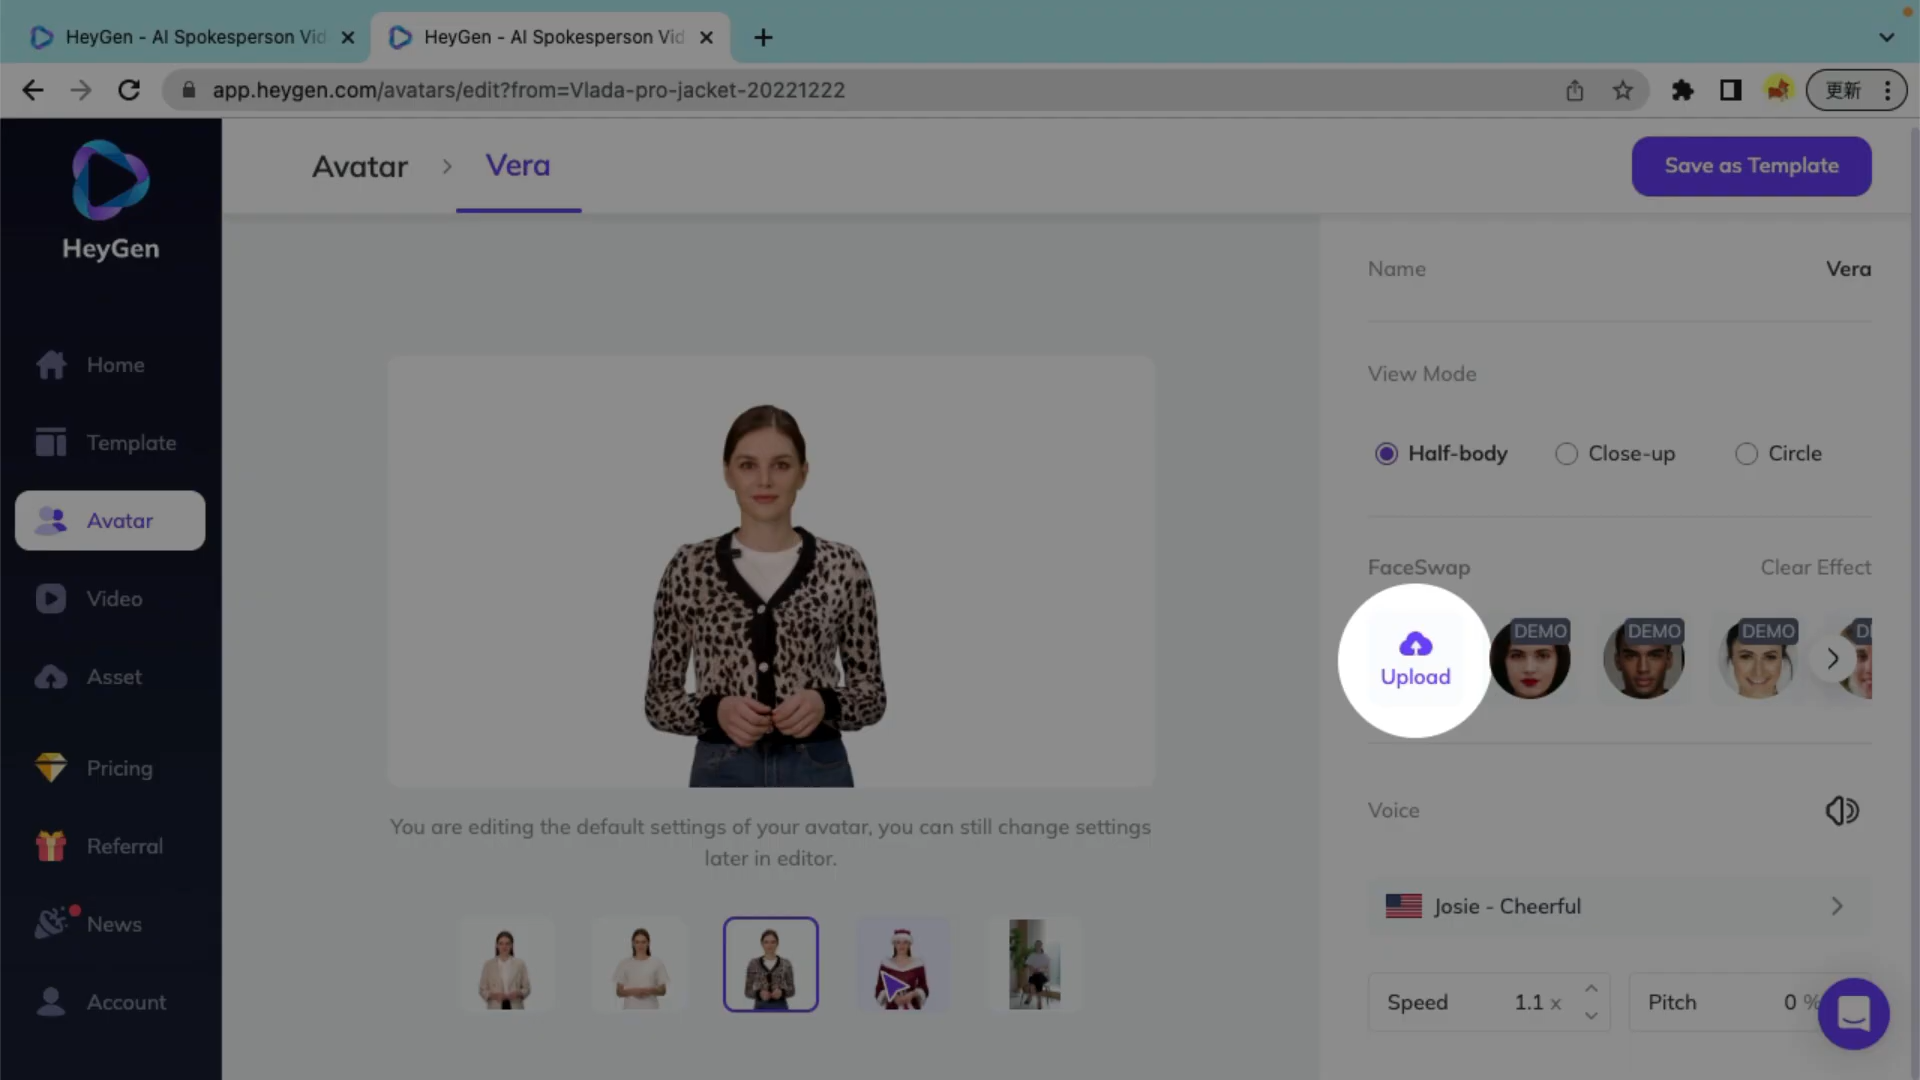 HeyGen - AI Spokesperson Vid
HeyGen - AI Spokesperson Vid
app.heygen.com/avatars/edit?from=Vlada-pro-jacket-20221222
更新
HeyGen
Home
Template
Avatar
Video
Asset
Pricing
Referral
News
Account
Avatar
Vera
Save as Template
Name
Vera
View Mode
Half-body
Close-up
Circle
FaceSwap
Clear Effect
Upload
DEMO
DEMO
DEMO
Voice
Josie - Cheerful
Speed
1.1 x
Pitch
0 %
You are editing the default settings of your avatar, you can still change settings
later in editor.